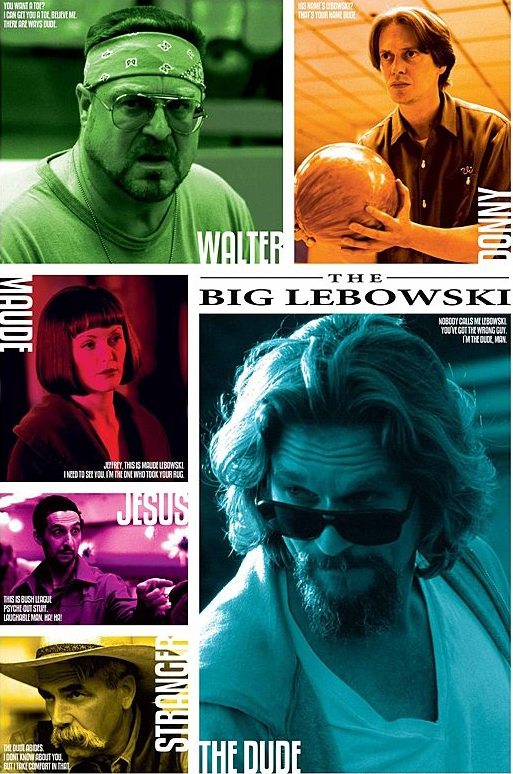 YOU WANT A TOE?
I CAN GET YOU A TOE, BELIEVE ME.
THERE ARE WAYS DUDE.
WALTER
HIS NAME'S LEBOWSKI?
THAT'S YOUR NAME DUDE.
DONNY
MAUDE
JEFFREY, THIS IS MAUDE LEBOWSKI.
I NEED TO SEE YOU. I'M THE ONE WHO TOOK YOUR RUG.
THE
BIG LEBOWSKI
NOBODY CALLS ME LEBOWSKI.
YOU'VE GOT THE WRONG GUY.
I'M THE DUDE, MAN.
THE DUDE
JESUS
THIS IS BUSH LEAGUE
PSYCHE OUT STUFF.
LAUGHABLE MAN. HA! HA!
STRANGER
THE DUDE ABIDES.
I DONT KNOW ABOUT YOU,
BUT I TAKE COMFORT IN THAT.